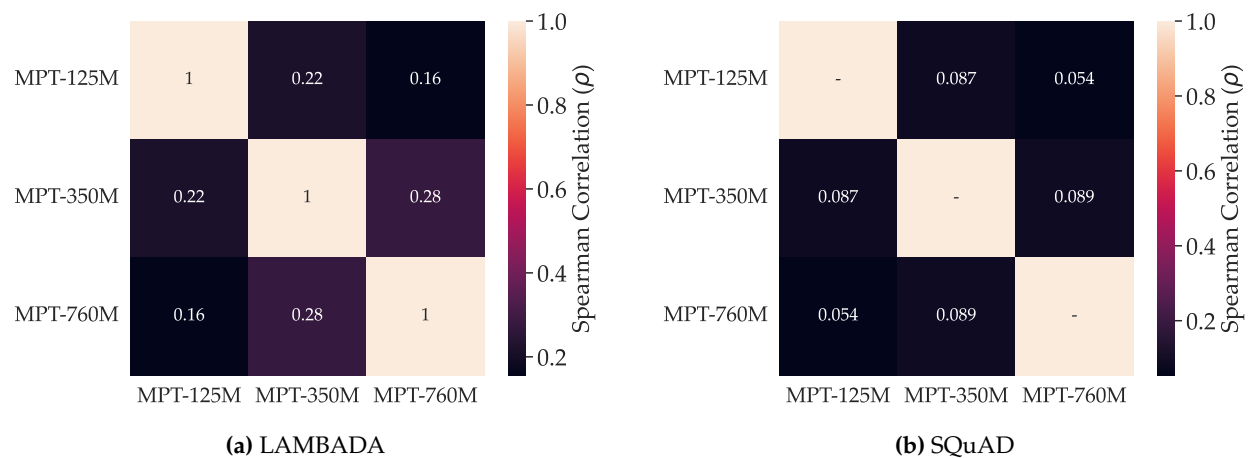 MPT-125M
MPT-350M
MPT-760M
1 0.22 0.16
0.22 1 0.28
0.16 0.28 1
MPT-125M MPT-350M MPT-760M
1.0
0.8
0.6
0.4
0.2
Spearman Correlation (ρ)
(a) LAMBADA
MPT-125M
MPT-350M
MPT-760M
- 0.087 0.054
0.087 - 0.089
0.054 0.089 -
MPT-125M MPT-350M MPT-760M
1.0
0.8
0.6
0.4
0.2
Spearman Correlation (ρ)
(b) SQuAD